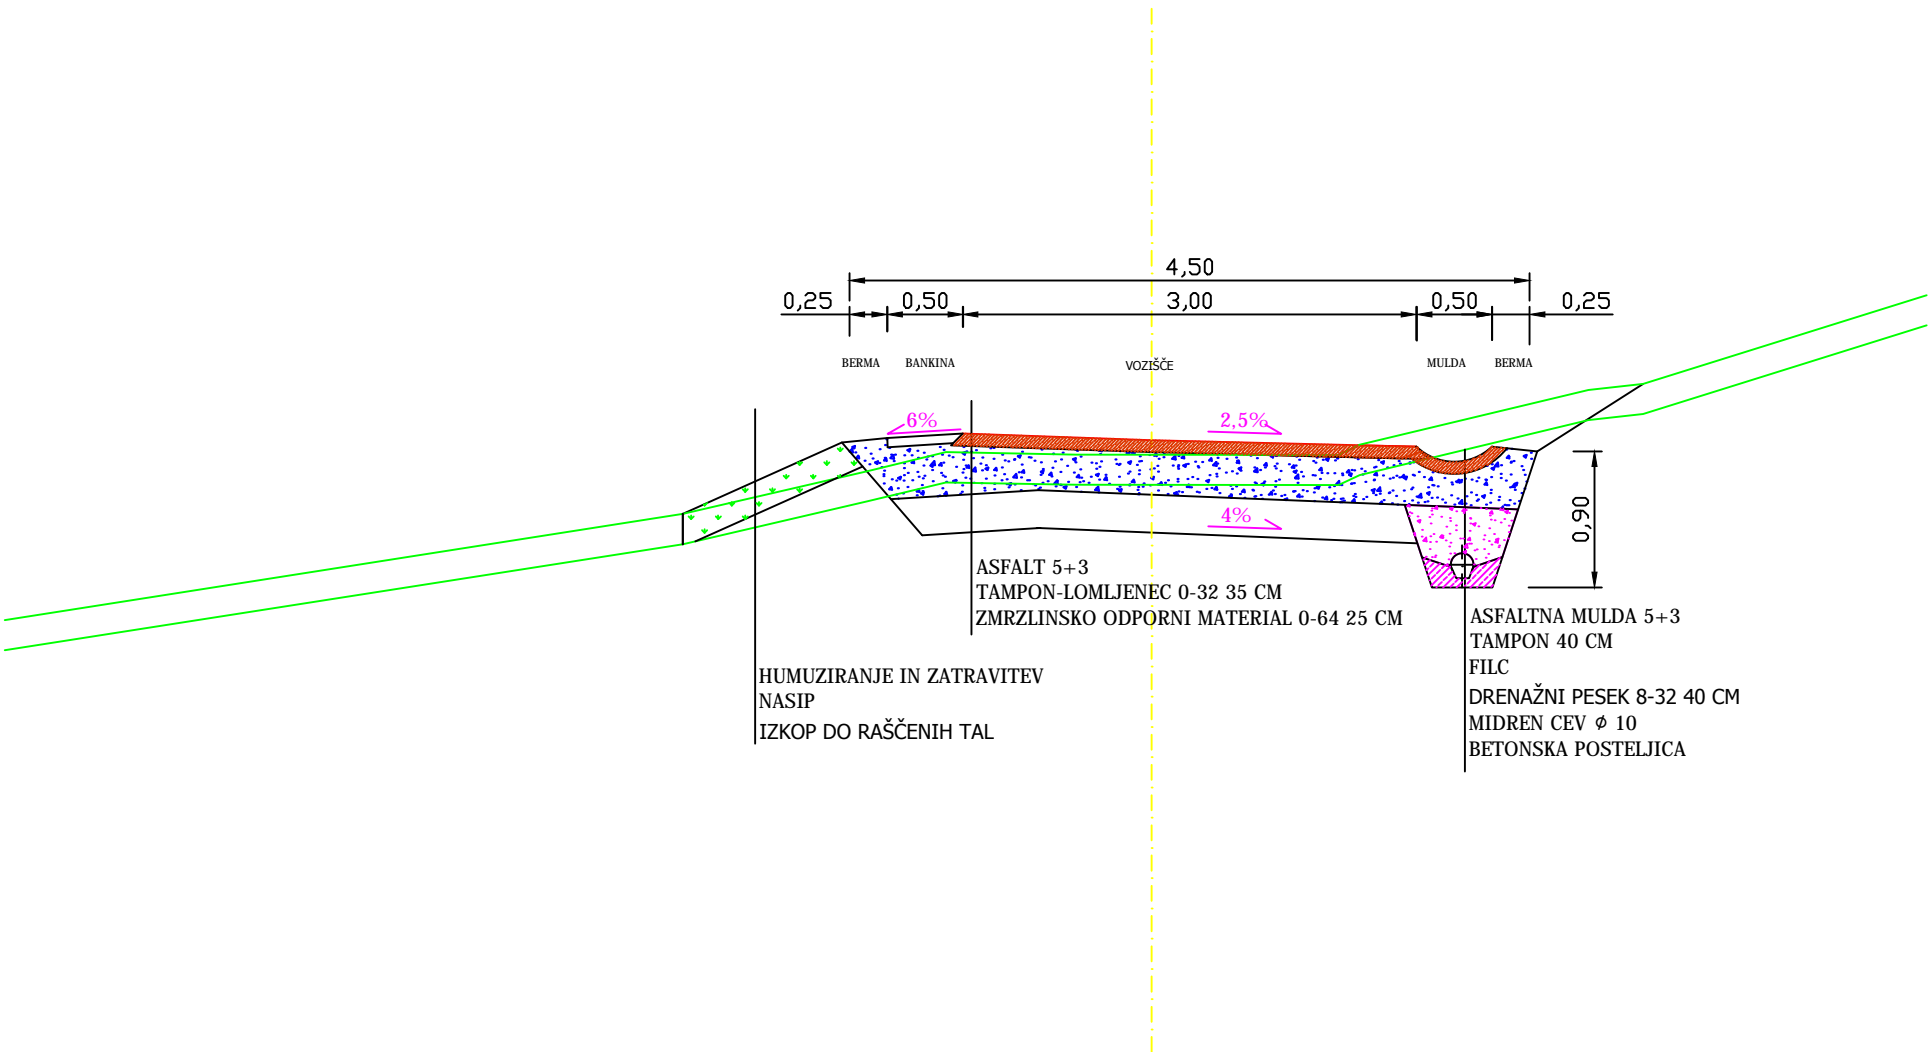 4,50
0,25 0,50 3,00 0,50 0,25
BERMA BANKINA VOZIŠČE MULDA BERMA
6% 2,5%
4%
0,90
ASFALT 5+3
TAMPON-LOMLJENEC 0-32 35 CM
ZMRZLINSKO ODPORNI MATERIAL 0-64 25 CM
HUMUZIRANJE IN ZATRAVITEV
NASIP
IZKOP DO RAŠČENIH TAL
ASFALTNA MULDA 5+3
TAMPON 40 CM
FILC
DRENAŽNI PESEK 8-32 40 CM
MIDREN CEV ϕ 10
BETONSKA POSTELJICA